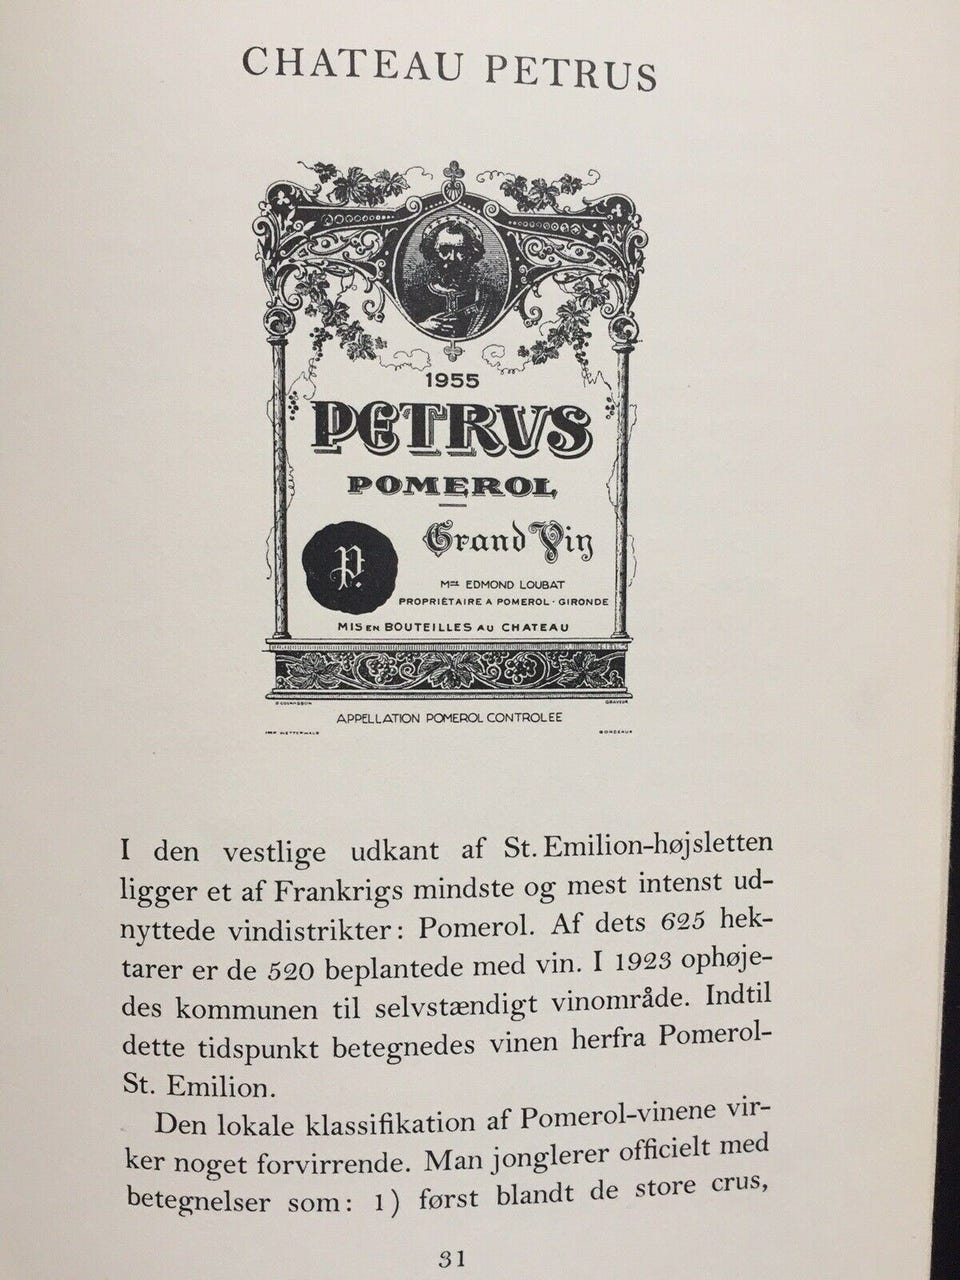 CHATEAU PETRUS
1955
PETRVS
POMEROL
Grand Vin
P.
Mme EDMOND LOUBAT
PROPRIÉTAIRE A POMEROL · GIRONDE
MIS EN BOUTEILLES AU CHATEAU
GRAVEUR
APPELLATION POMEROL CONTROLEE
BORDEAUX
I den vestlige udkant af St. Emilion-højsletten
ligger et af Frankrigs mindste og mest intenst ud-
nyttede vindistrikter: Pomerol. Af dets 625 hek-
tarer er de 520 beplantede med vin. I 1923 ophøje-
des kommunen til selvstændigt vinområde. Indtil
dette tidspunkt betegnedes vinen herfra Pomerol-
St. Emilion.
Den lokale klassifikation af Pomerol-vinene vir-
ker noget forvirrende. Man jonglerer officielt med
betegnelser som: 1) først blandt de store crus,
31